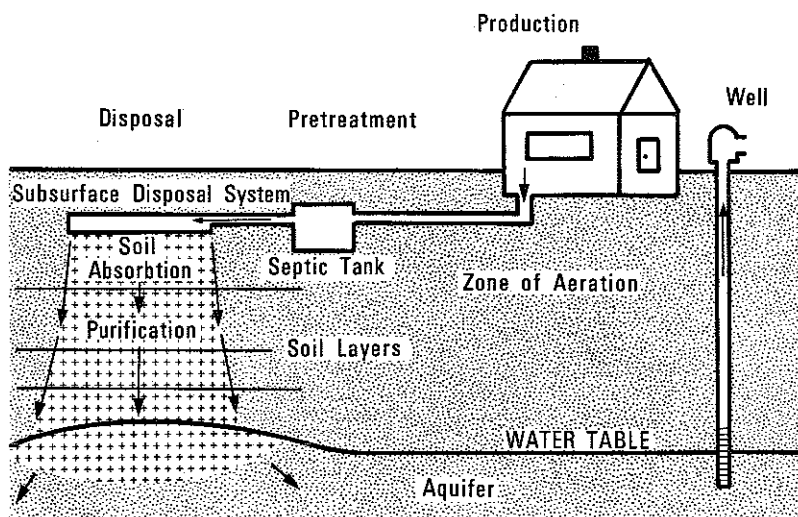 Production
Disposal
Pretreatment
Well
Subsurface Disposal System
Soil
Absorbtion
Septic Tank
Zone of Aeration
Purification
Soil Layers
WATER TABLE
Aquifer